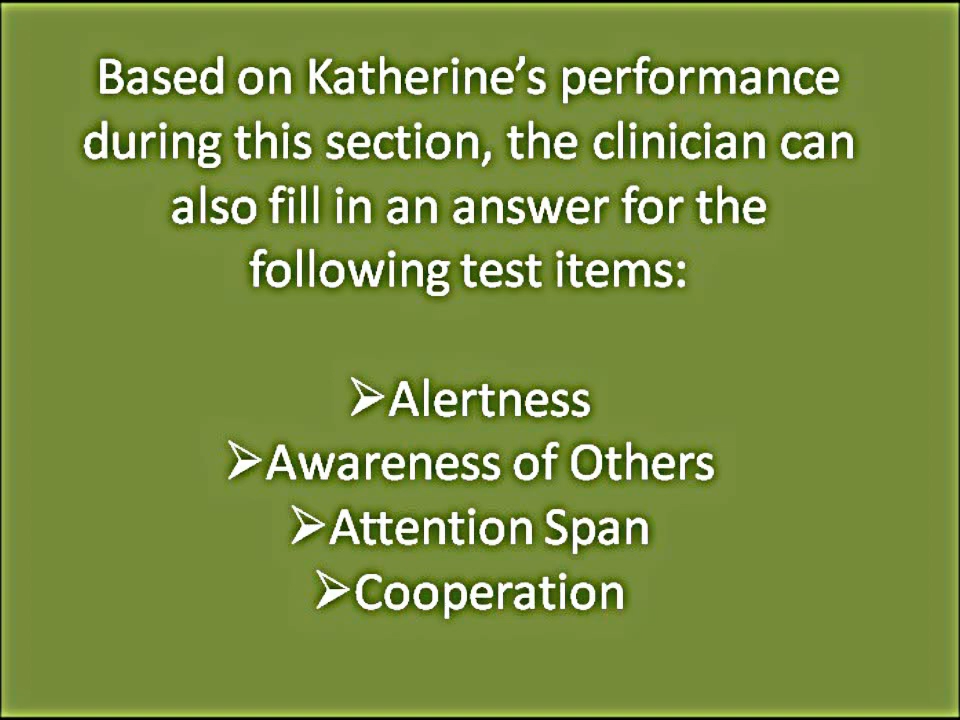 Based on Katherine’s performance
during this section, the clinician can
also fill in an answer for the
following test items:
➢Alertness
➢Awareness of Others
➢Attention Span
➢Cooperation